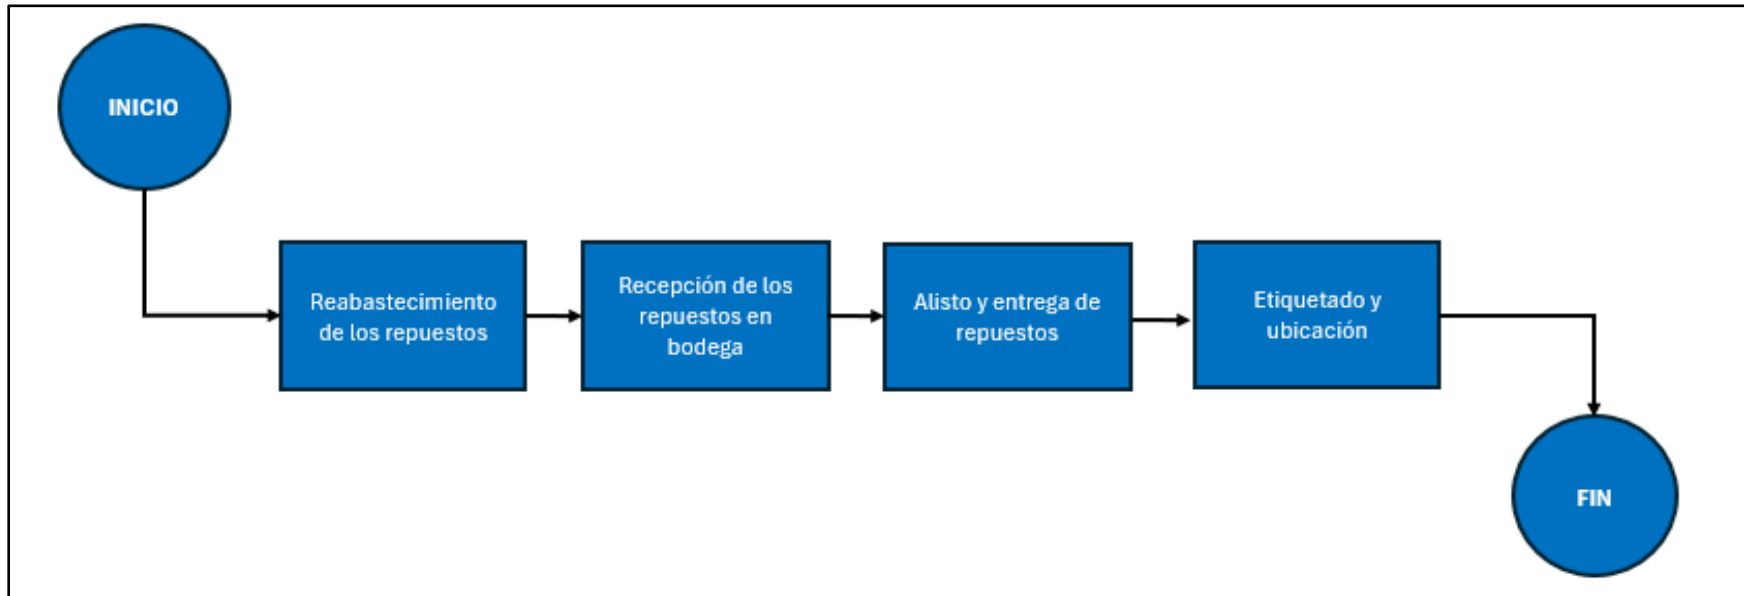 INICIO
Reabastecimiento
de los repuestos
Recepción de los
repuestos en
bodega
Alisto y entrega de
repuestos
Etiquetado y
ubicación
FIN